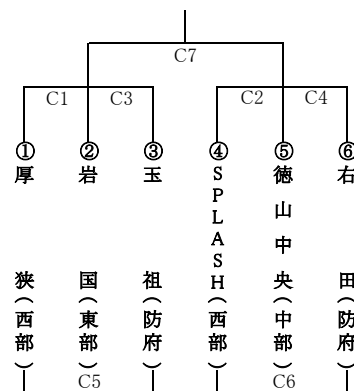 C7
C1 C3 C2 C4
① ② ③ ④ ⑤ ⑥
厚狭（西部）
岩国（東部）
玉祖（防府）
SPLASH（西部）
徳山中央（中部）
右田（防府）
C5 C6